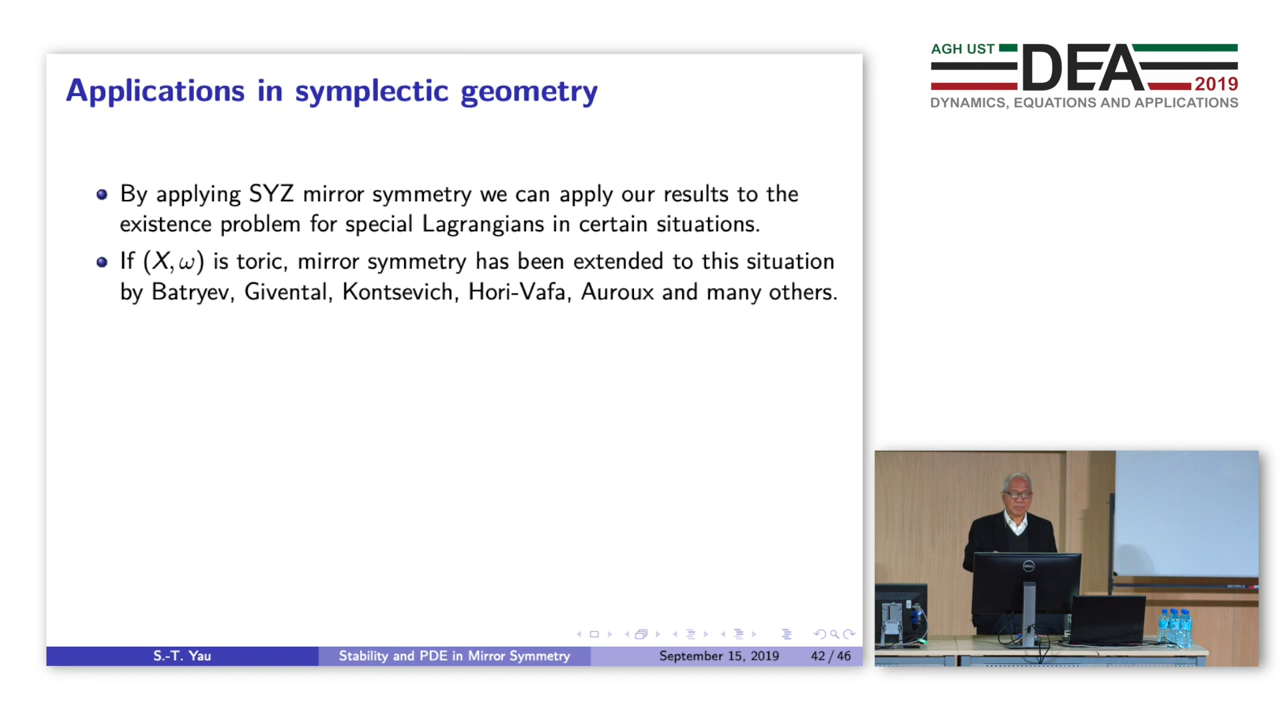 AGH UST
DEA
2019
DYNAMICS, EQUATIONS AND APPLICATIONS
Applications in symplectic geometry
By applying SYZ mirror symmetry we can apply our results to the
existence problem for special Lagrangians in certain situations.
If (X, ω) is toric, mirror symmetry has been extended to this situation
by Batryev, Givental, Kontsevich, Hori-Vafa, Auroux and many others.
S.-T. Yau
Stability and PDE in Mirror Symmetry
September 15, 2019
42 / 46
DELL